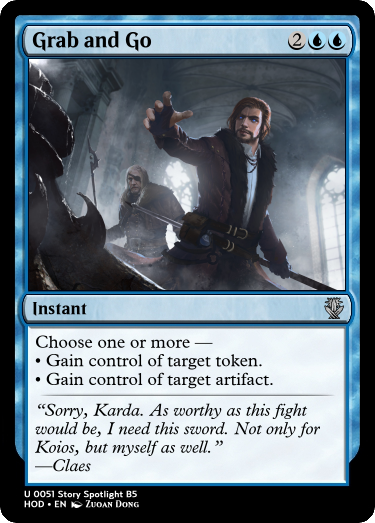 Grab and Go 2
Instant
Choose one or more —
• Gain control of target token.
• Gain control of target artifact.
“Sorry, Karda. As worthy as this fight
would be, I need this sword. Not only for
Koios, but myself as well.”
—Claes
U 0051 Story Spotlight B5
HOD • EN Zuoan Dong